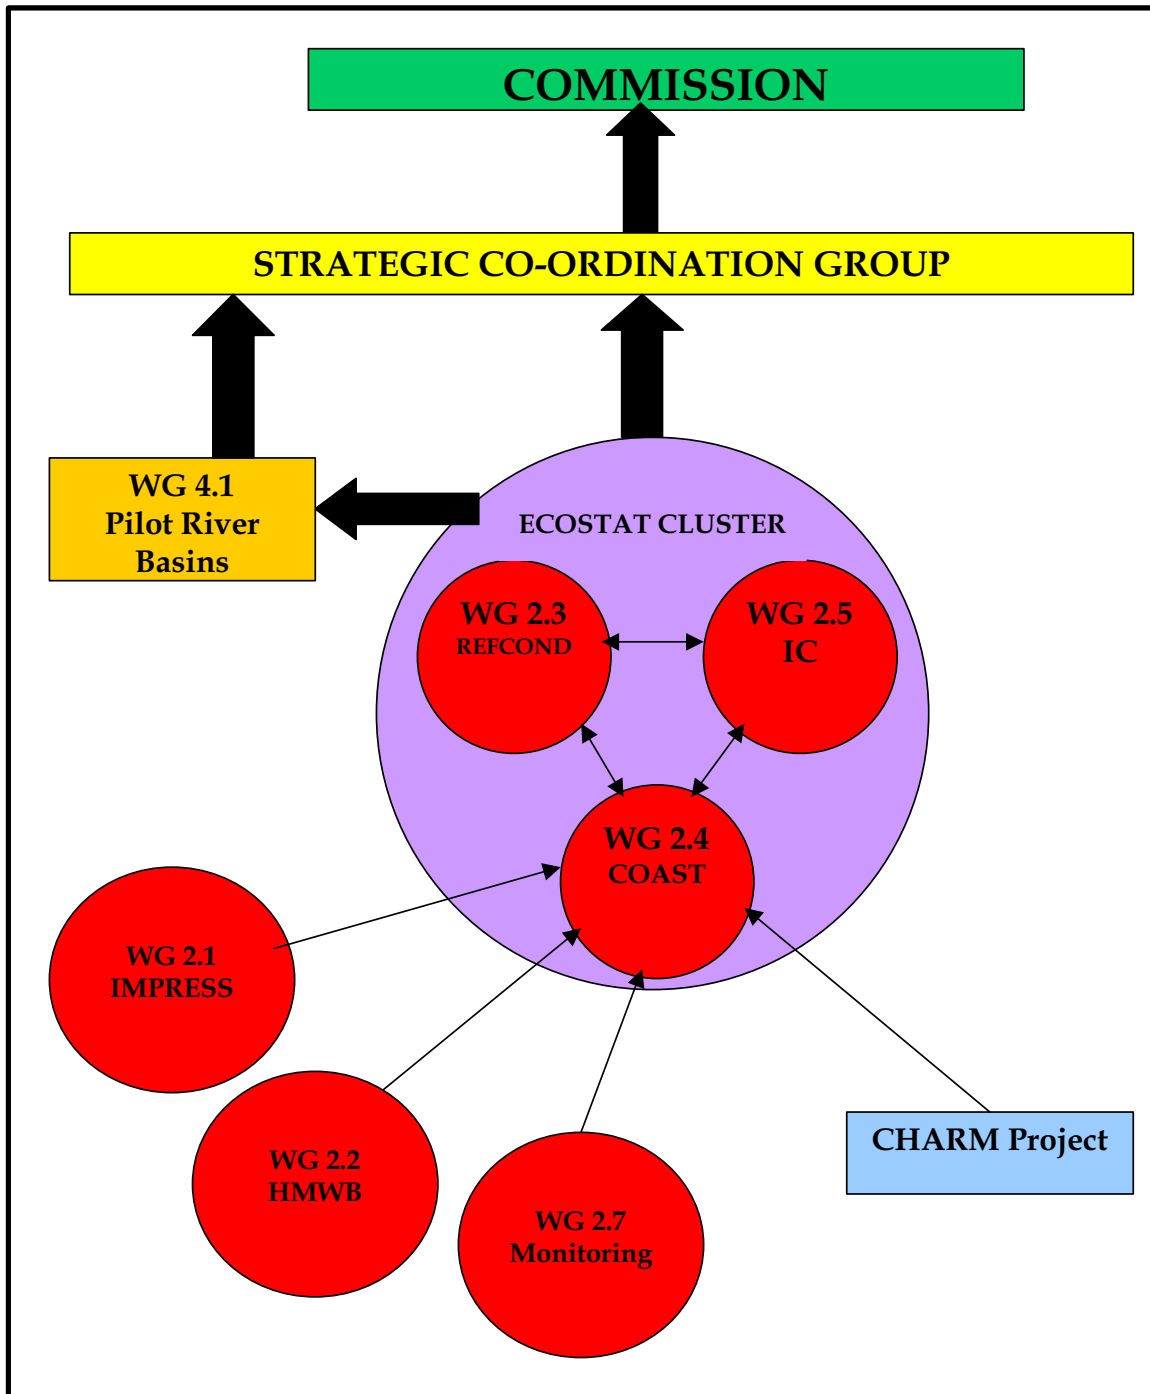 COMMISSION
STRATEGIC CO-ORDINATION GROUP
WG 4.1
Pilot River
Basins
ECOSTAT CLUSTER
WG 2.3
REFCOND
WG 2.5
IC
WG 2.4
COAST
WG 2.1
IMPRESS
WG 2.2
HMWB
WG 2.7
Monitoring
CHARM Project